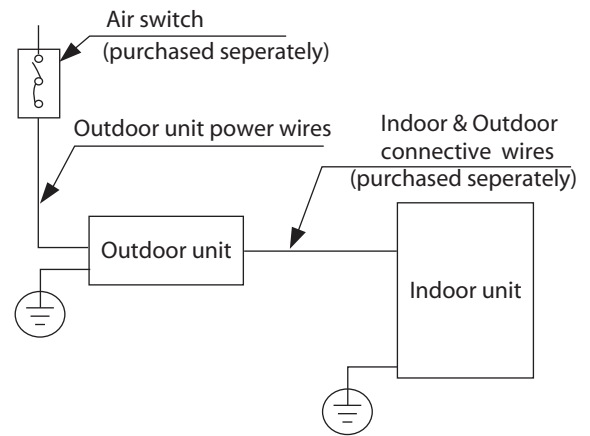 Air switch
(purchased seperately)
Outdoor unit power wires
Indoor & Outdoor
connective wires
(purchased seperately)
Outdoor unit
Indoor unit